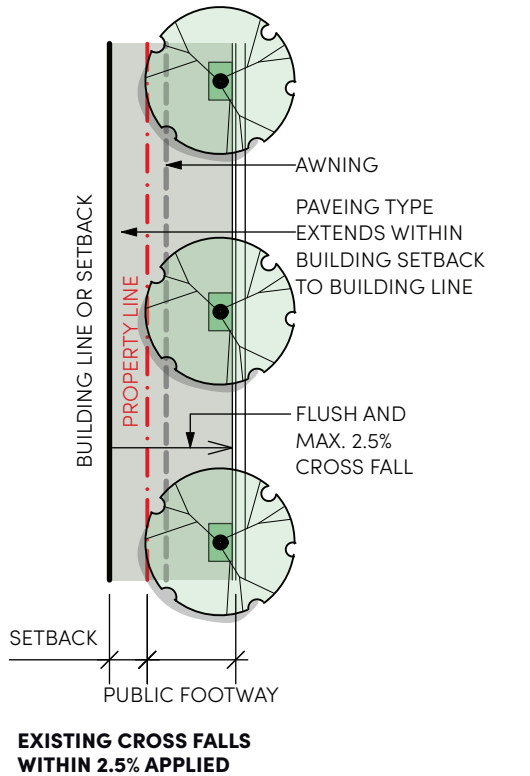 AWNING
PAVEING TYPE
EXTENDS WITHIN
BUILDING SETBACK
TO BUILDING LINE
BUILDING LINE OR SETBACK
PROPERTY LINE
FLUSH AND
MAX. 2.5%
CROSS FALL
SETBACK
PUBLIC FOOTWAY
EXISTING CROSS FALLS
WITHIN 2.5% APPLIED